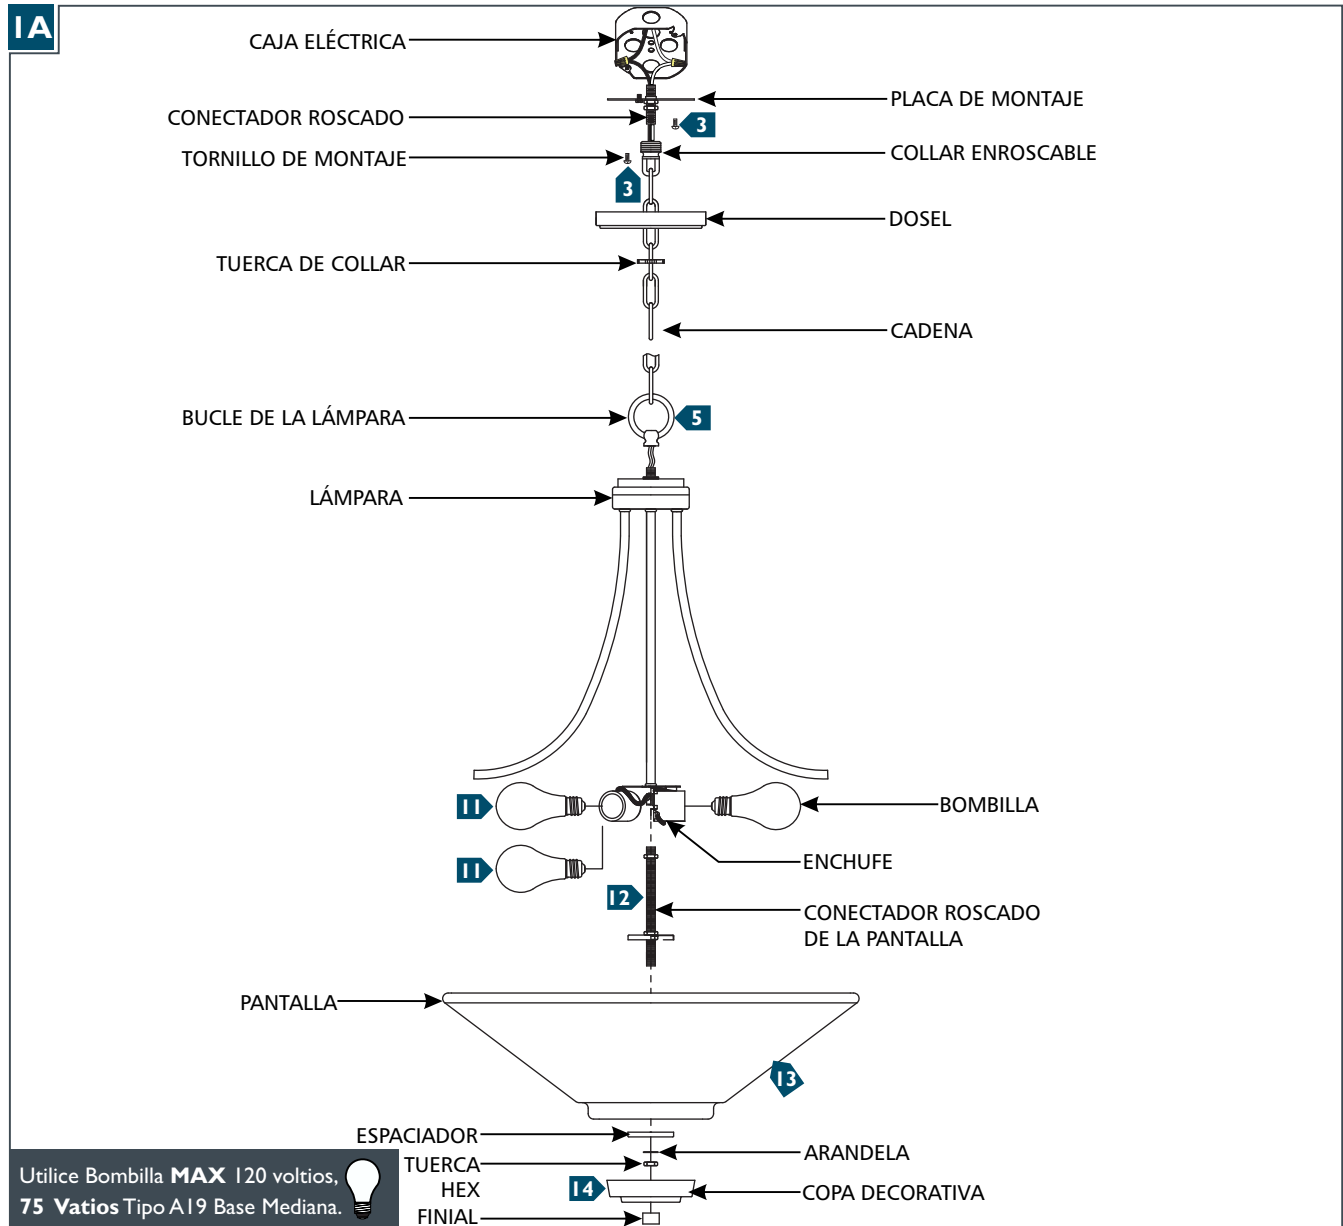 1A
CAJA ELÉCTRICA
PLACA DE MONTAJE
CONECTADOR ROSCADO
3
TORNILLO DE MONTAJE
COLLAR ENROSCABLE
3
DOSEL
TUERCA DE COLLAR
CADENA
BUCLE DE LA LÁMPARA
5
LÁMPARA
11
BOMBILLA
11
ENCHUFE
12
CONECTADOR ROSCADO
DE LA PANTALLA
PANTALLA
13
ESPACIADOR
ARANDELA
TUERCA
HEX
14
COPA DECORATIVA
FINIAL
Utilice Bombilla MAX 120 voltios,
75 Vatios Tipo A19 Base Mediana.